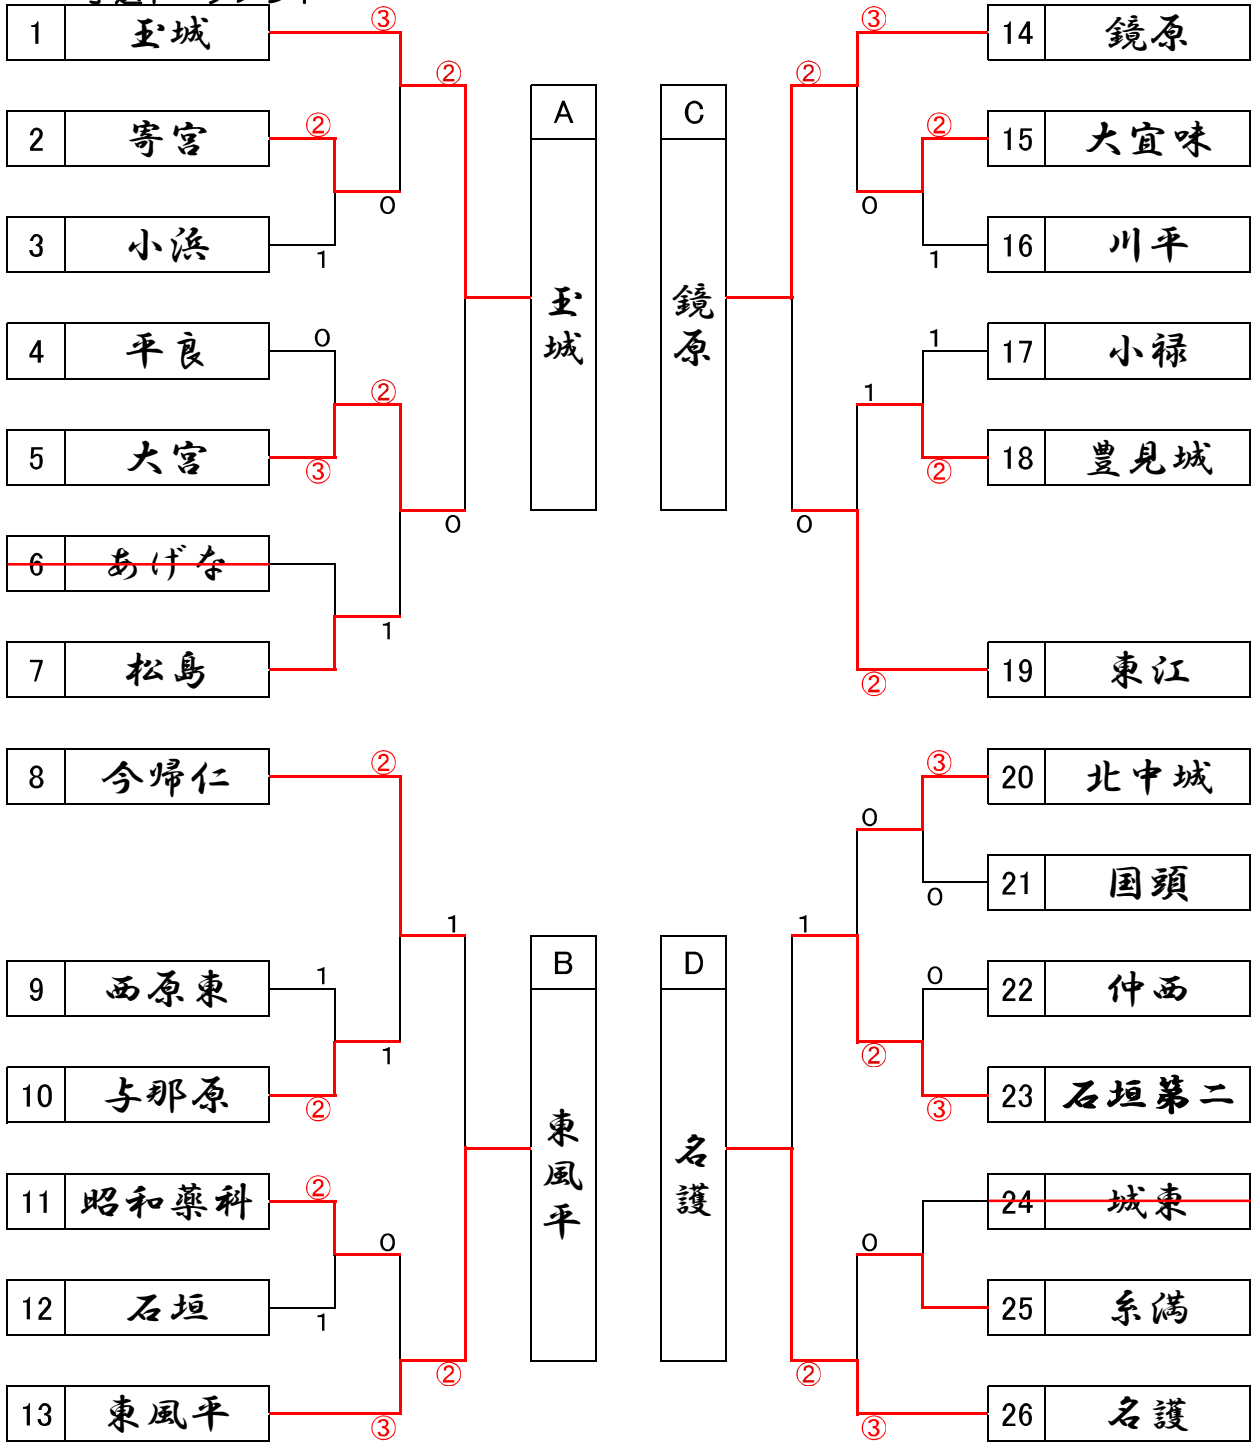 1 玉城
2 寄宮
3 小浜
4 平良
5 大宮
6 あげな
7 松島
8 今帰仁
9 西原東
10 与那原
11 昭和薬科
12 石垣
13 東風平
③
②
②
0
1
0
②
③
0
1
②
1
1
1
②
②
0
1
②
③
A
玉城
B
東風平
C
鏡原
D
名護
③
②
②
0
1
1
1
②
0
②
③
0
0
1
0
②
③
0
②
③
14 鏡原
15 大宜味
16 川平
17 小禄
18 豊見城
19 東江
20 北中城
21 国頭
22 仲西
23 石垣第二
24 城東
25 糸満
26 名護